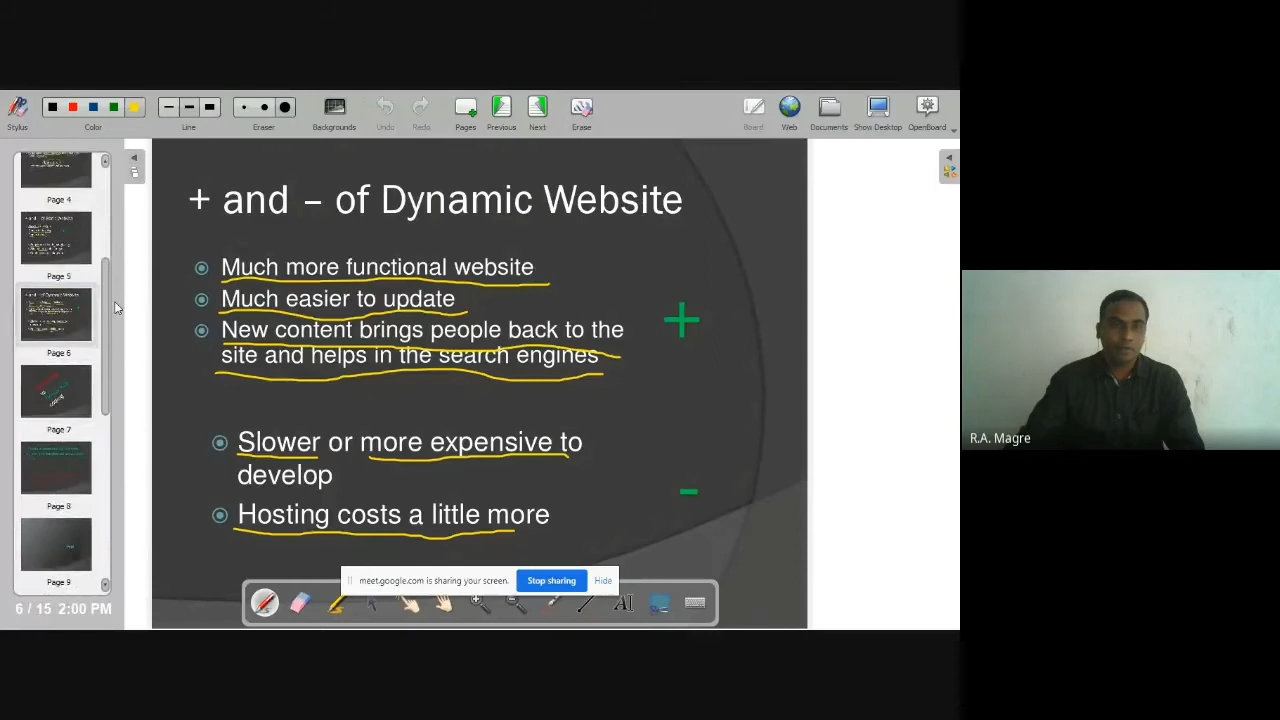 Stylus
Color
Line
Eraser
Backgrounds
Undo
Redo
Pages
Previous
Next
Erase
Board
Web
Documents
Show Desktop
OpenBoard
Page 4
Page 5
Page 6
Page 7
Page 8
Page 9
6 / 15 2:00 PM
+ and – of Dynamic Website
Much more functional website
Much easier to update
New content brings people back to the
site and helps in the search engines
+
Slower or more expensive to
develop
Hosting costs a little more
-
meet.google.com is sharing your screen.
Stop sharing
Hide
AI
R.A. Magre